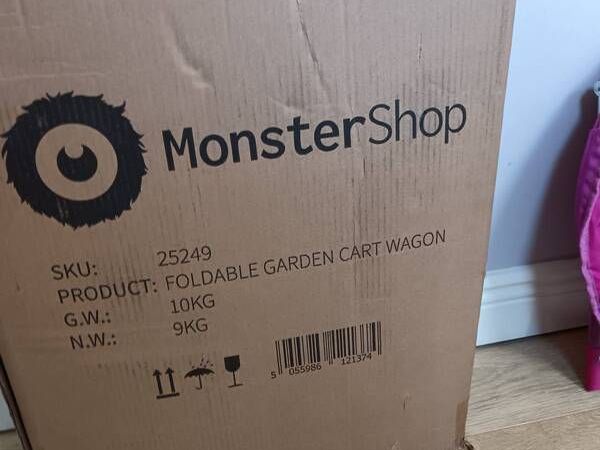 MonsterShop
SKU: 25249
PRODUCT: FOLDABLE GARDEN CART WAGON
G.W.: 10KG
N.W.: 9KG
5 055986 121374